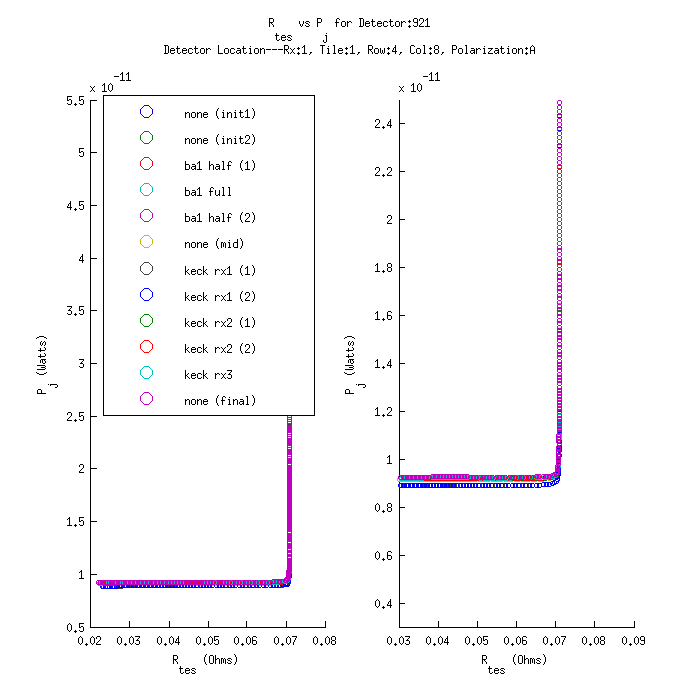 R_tes vs P_j for Detector:921
Detector Location---Rx:1, Tile:1, Row:4, Col:8, Polarization:A
x 10^-11
5.5
5
4.5
4
3.5
3
2.5
2
1.5
1
0.5
P_j (Watts)
none (init1)
none (init2)
ba1 half (1)
ba1 full
ba1 half (2)
none (mid)
keck rx1 (1)
keck rx1 (2)
keck rx2 (1)
keck rx2 (2)
keck rx3
none (final)
0.02 0.03 0.04 0.05 0.06 0.07 0.08
R_tes (Ohms)
x 10^-11
2.4
2.2
2
1.8
1.6
1.4
1.2
1
0.8
0.6
0.4
P_j (Watts)
0.03 0.04 0.05 0.06 0.07 0.08 0.09
R_tes (Ohms)